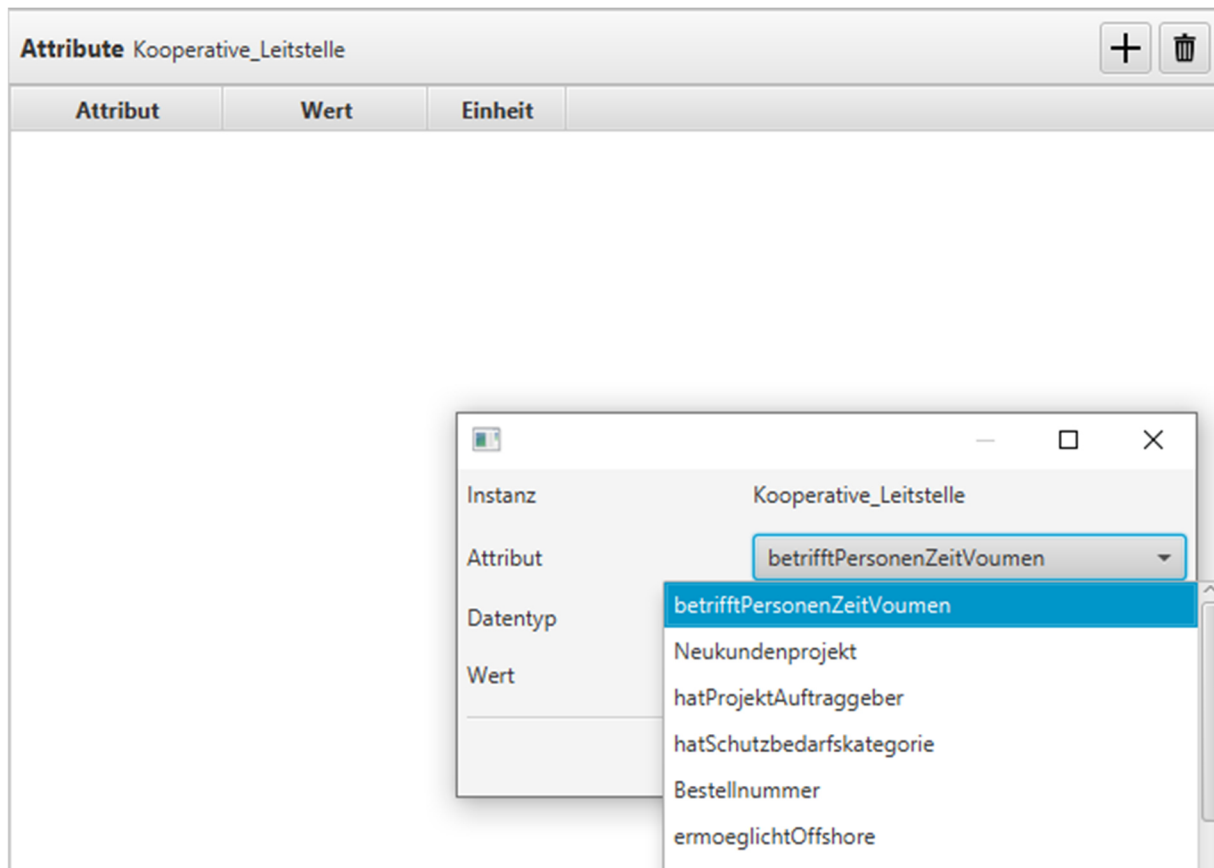 Attribute Kooperative_Leitstelle
Attribut Wert Einheit
Instanz Kooperative_Leitstelle
Attribut betrifftPersonenZeitVoumen
Datentyp
Wert
betrifftPersonenZeitVoumen
Neukundenprojekt
hatProjektAuftraggeber
hatSchutzbedarfskategorie
Bestellnummer
ermoeglichtOffshore